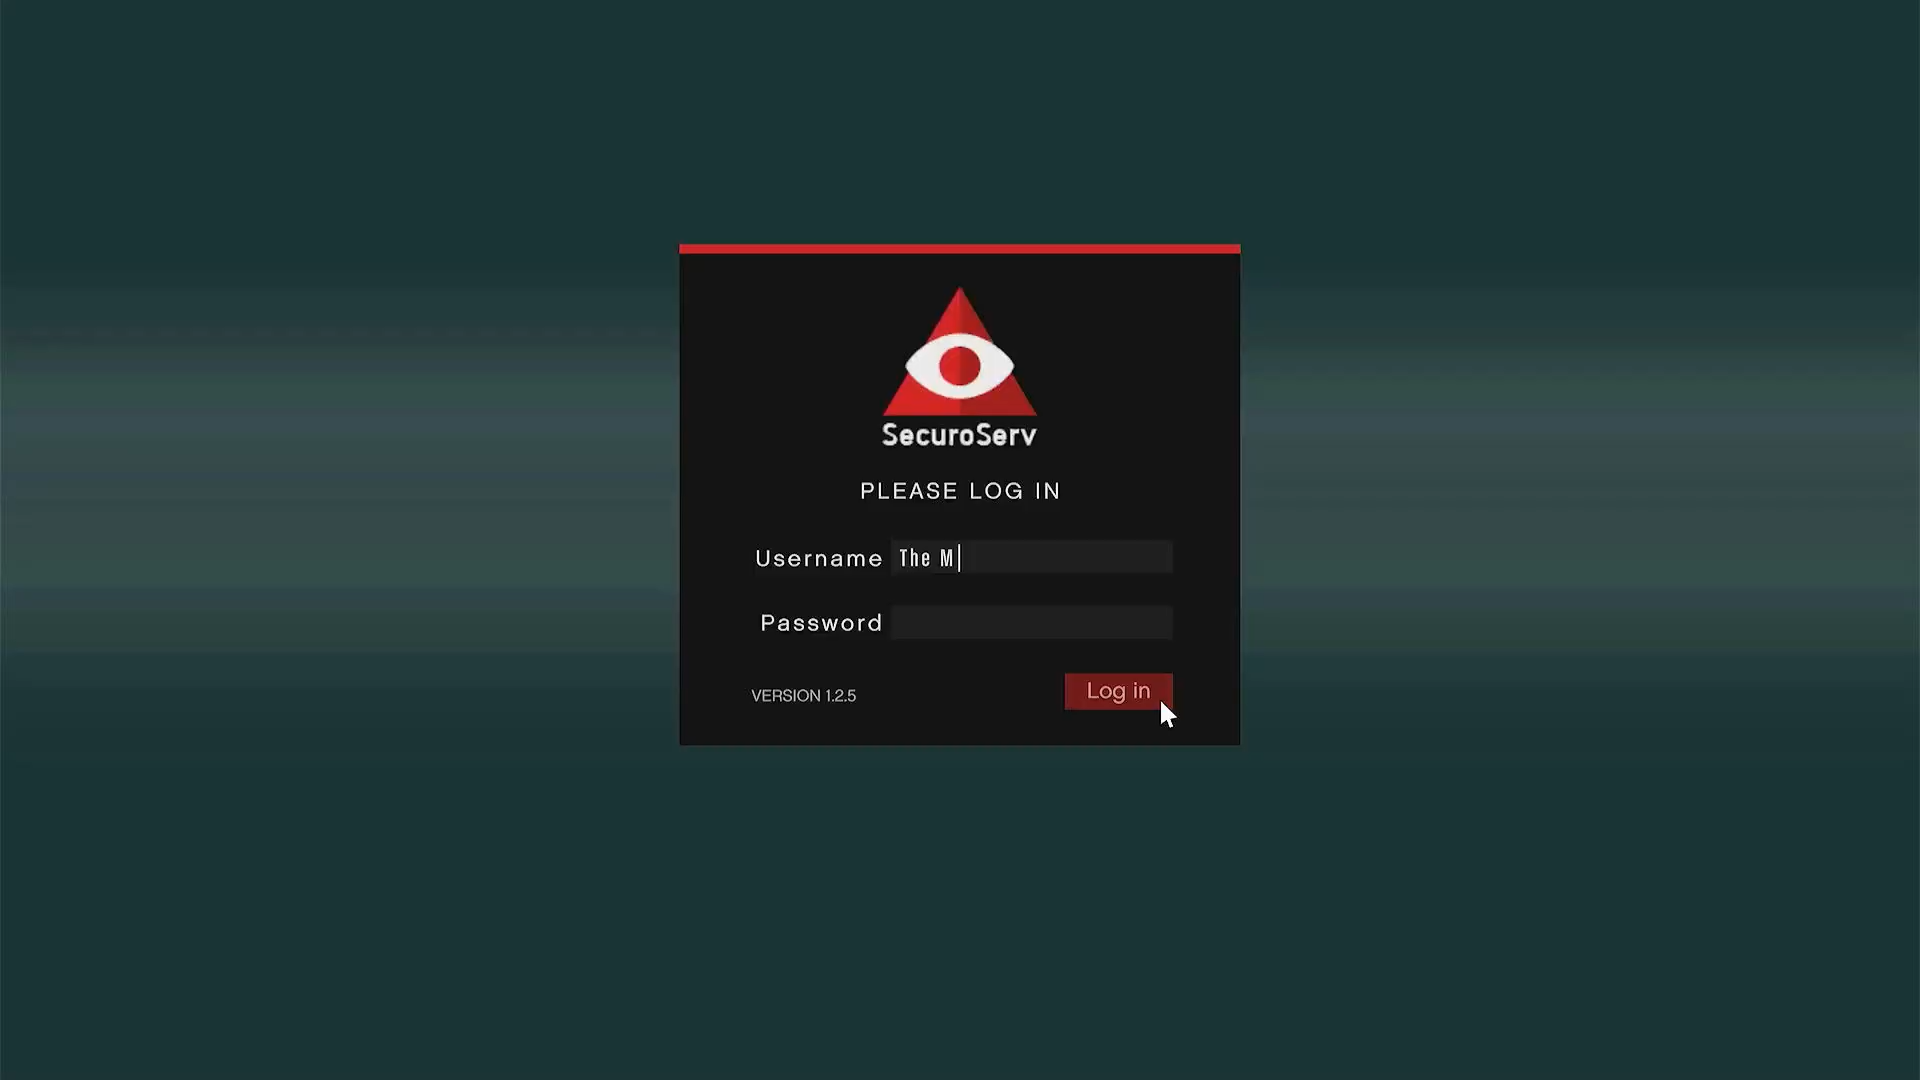 SecuroServ
PLEASE LOG IN
Username The M
Password
VERSION 1.2.5 Log in